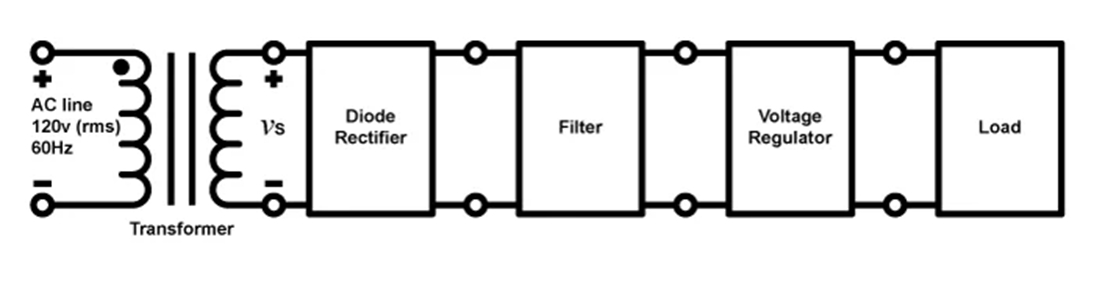 +
AC line
120v (rms)
60Hz
−
Transformer
+
vs
−
Diode
Rectifier
Filter
Voltage
Regulator
Load